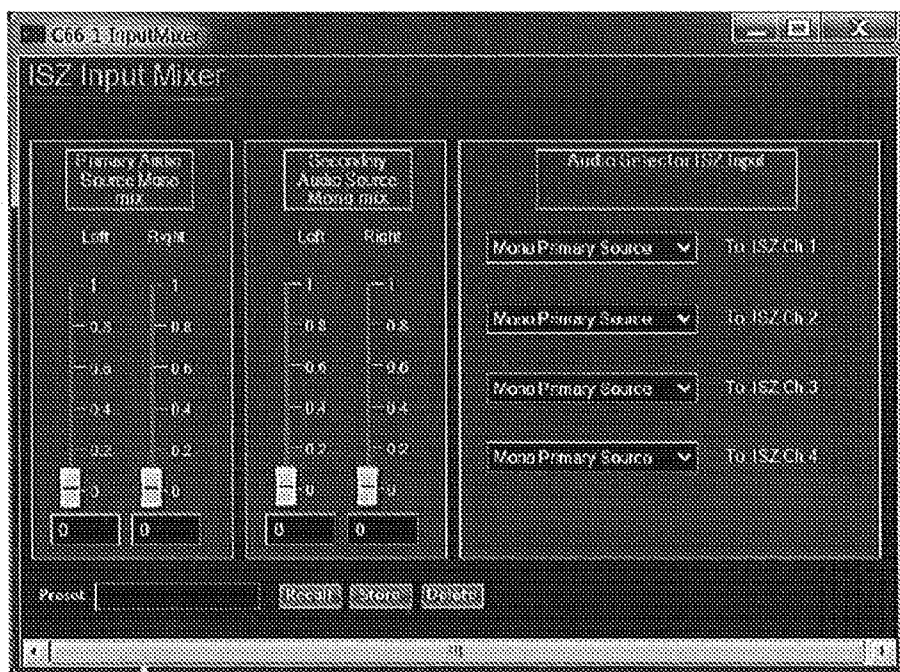 C66_1 InputMixer
ISZ Input Mixer
Primary Audio
Source Mono
mix
Left Right
1 1
0.8 0.8
0.6 0.6
0.4 0.4
0.2 0.2
0 0
0 0
Secondary
Audio Source
Mono mix
Left Right
1 1
0.8 0.8
0.6 0.6
0.4 0.4
0.2 0.2
0 0
0 0
Audio Selector ISZ Input
Mono Primary Source To ISZ Ch 1
Mono Primary Source To ISZ Ch 2
Mono Primary Source To ISZ Ch 3
Mono Primary Source To ISZ Ch 4
Preset Recall Store Delete